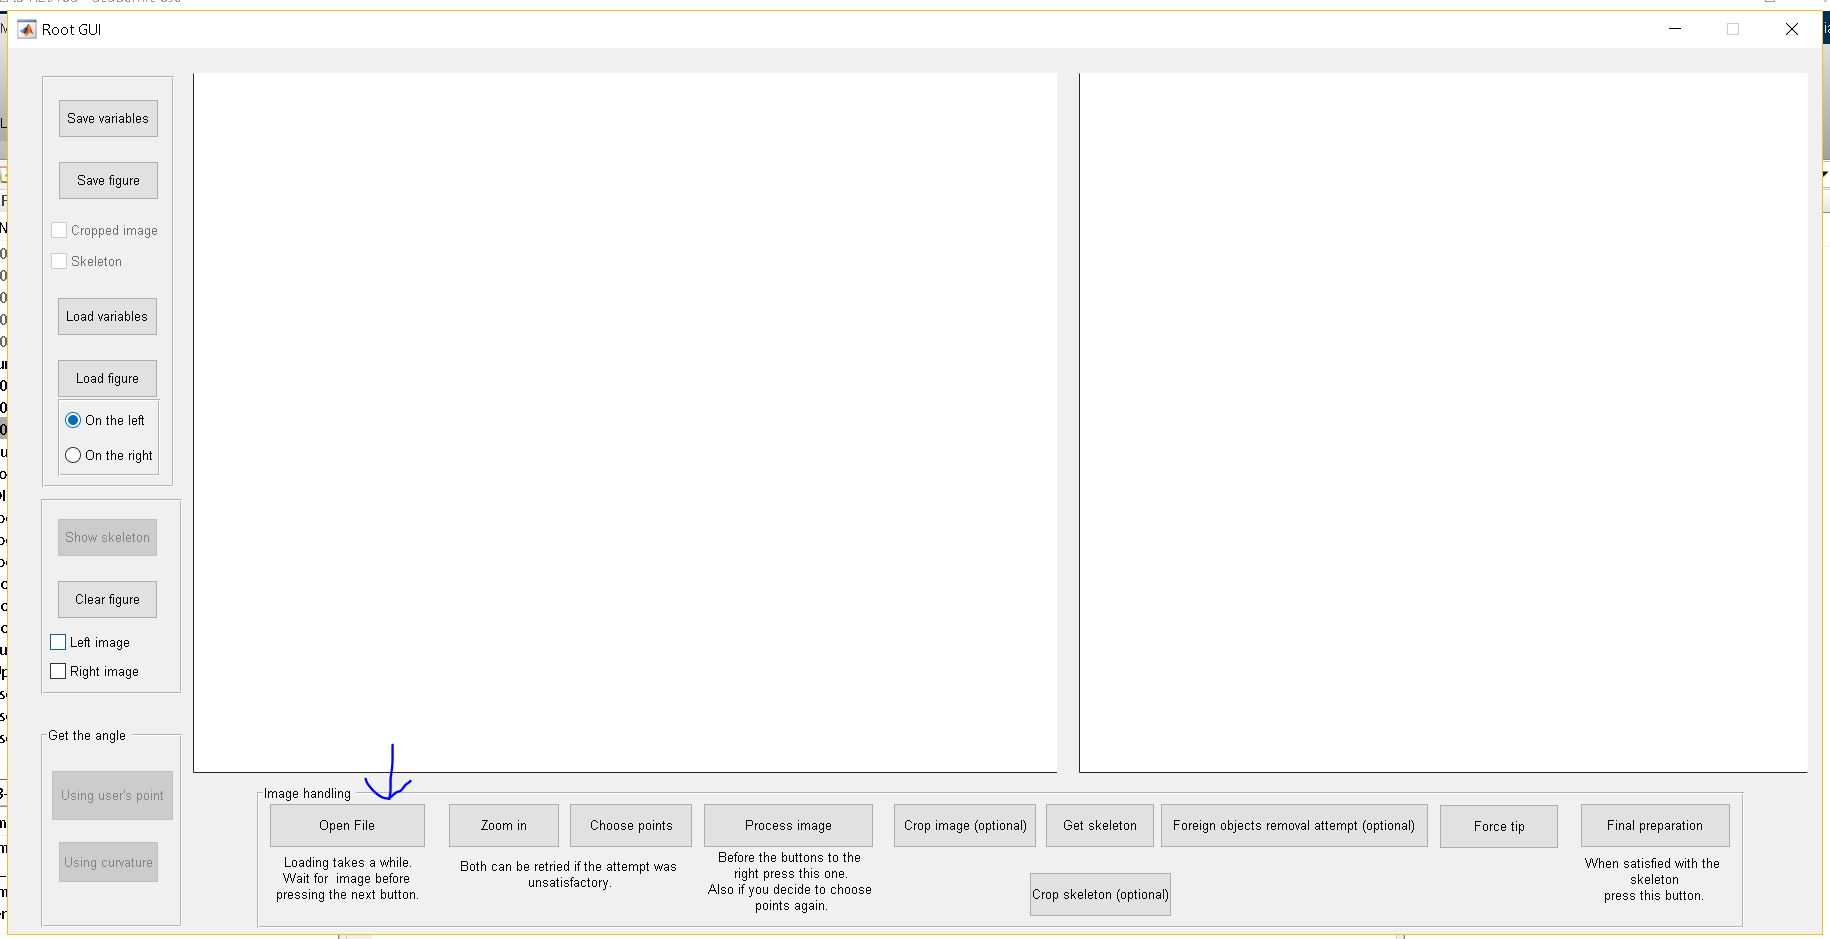 Root GUI
Save variables
Save figure
Cropped image
Skeleton
Load variables
Load figure
On the left
On the right
Show skeleton
Clear figure
Left image
Right image
Get the angle
Using user's point
Using curvature
Image handling
Open File
Loading takes a while.
Wait for  image before
pressing the next button.
Zoom in
Choose points
Both can be retried if the attempt was
unsatisfactory.
Process image
Before the buttons to the
right press this one.
Also if you decide to choose
points again.
Crop image (optional)
Get skeleton
Crop skeleton (optional)
Foreign objects removal attempt (optional)
Force tip
Final preparation
When satisfied with the
skeleton
press this button.